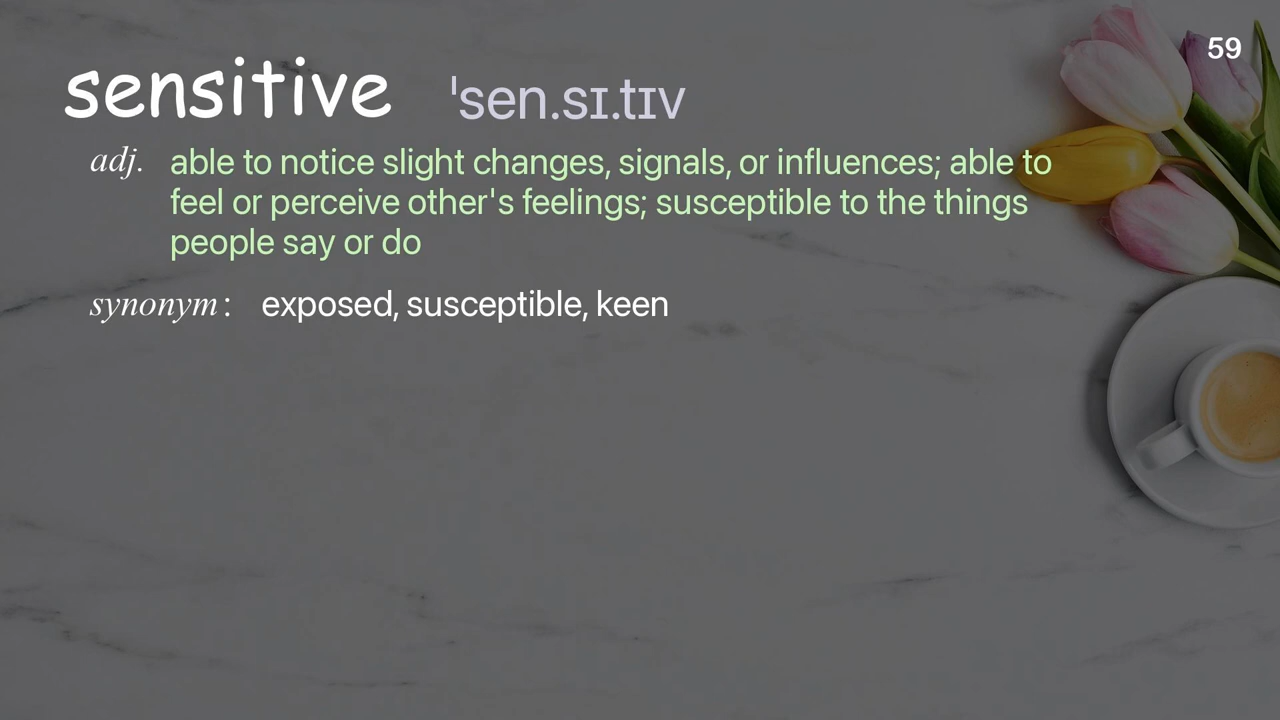 59
sensitive ˈsen.sɪ.tɪv
adj. able to notice slight changes, signals, or influences; able to
feel or perceive other's feelings; susceptible to the things
people say or do
synonym: exposed, susceptible, keen